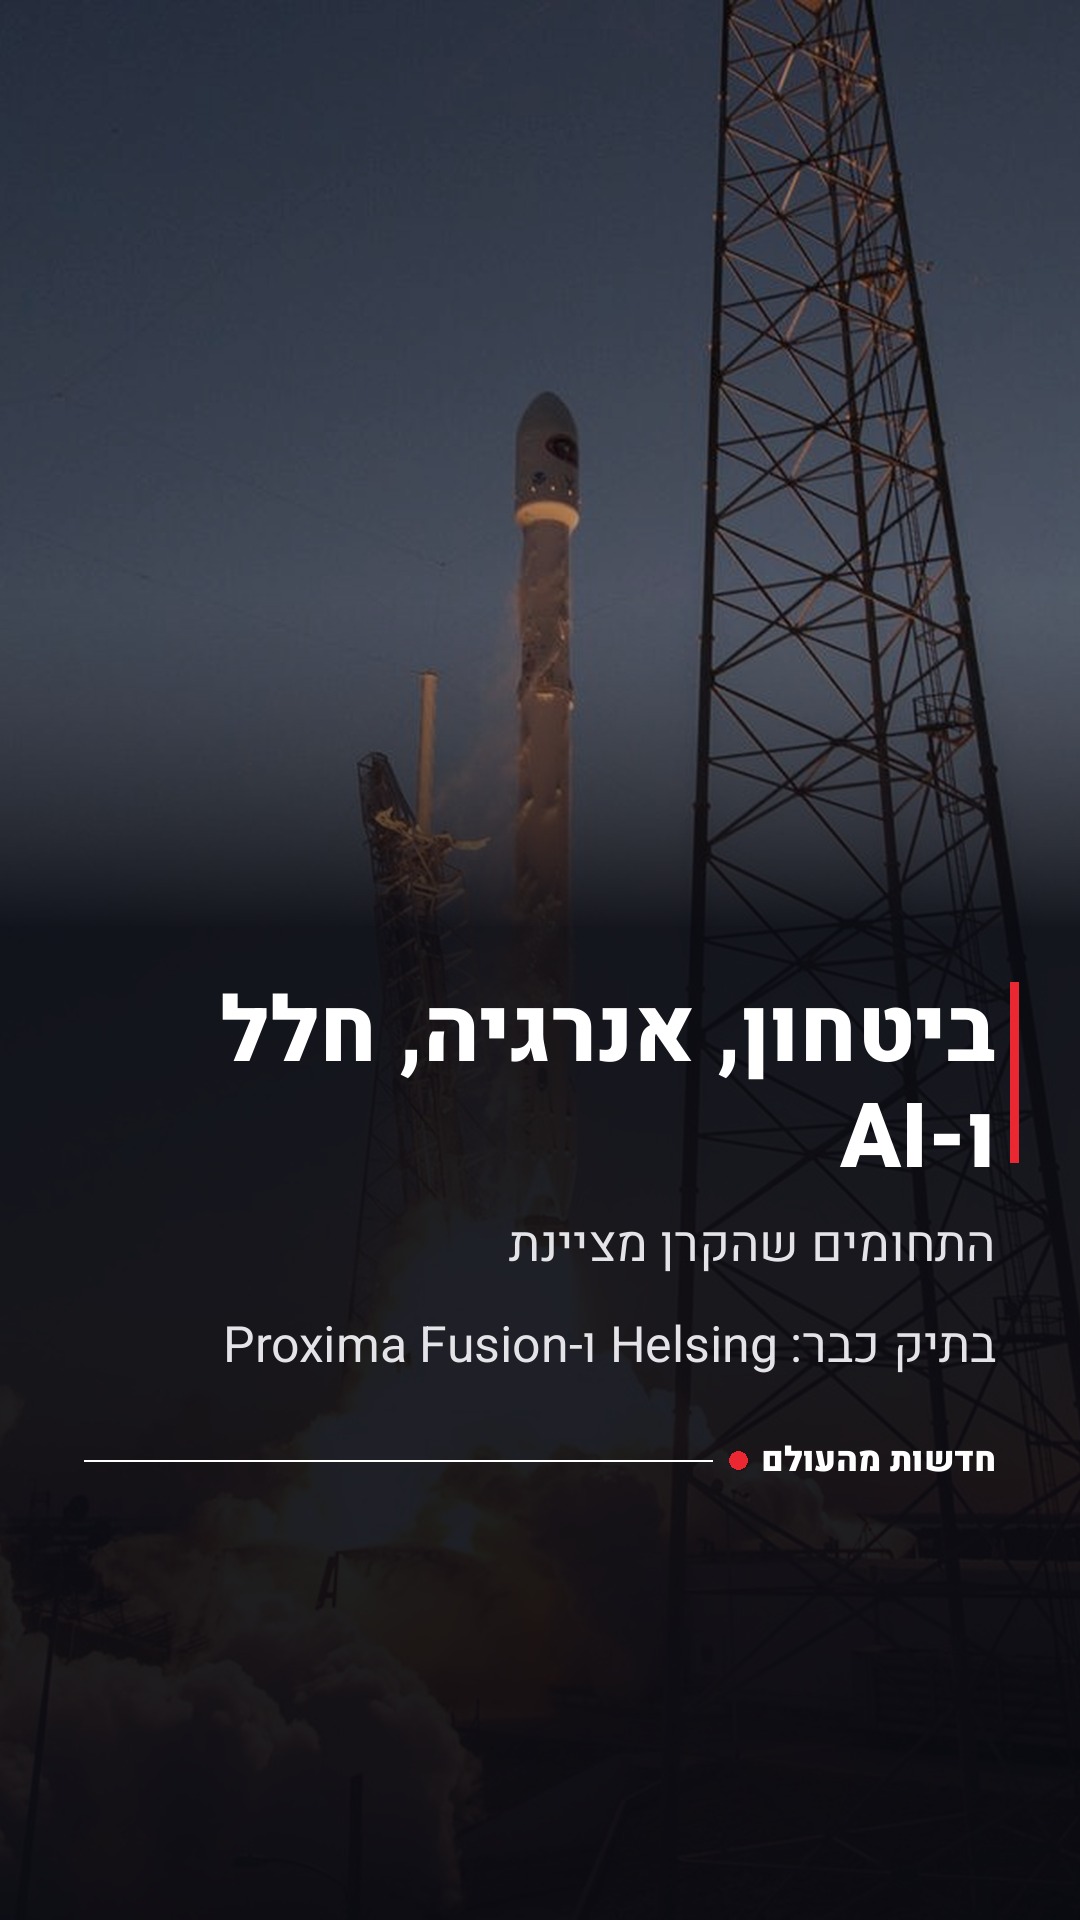 ביטחון, אנרגיה, חלל
ו-AI
התחומים שהקרן מציינת
בתיק כבר: Helsing ו-Proxima Fusion
חדשות מהעולם